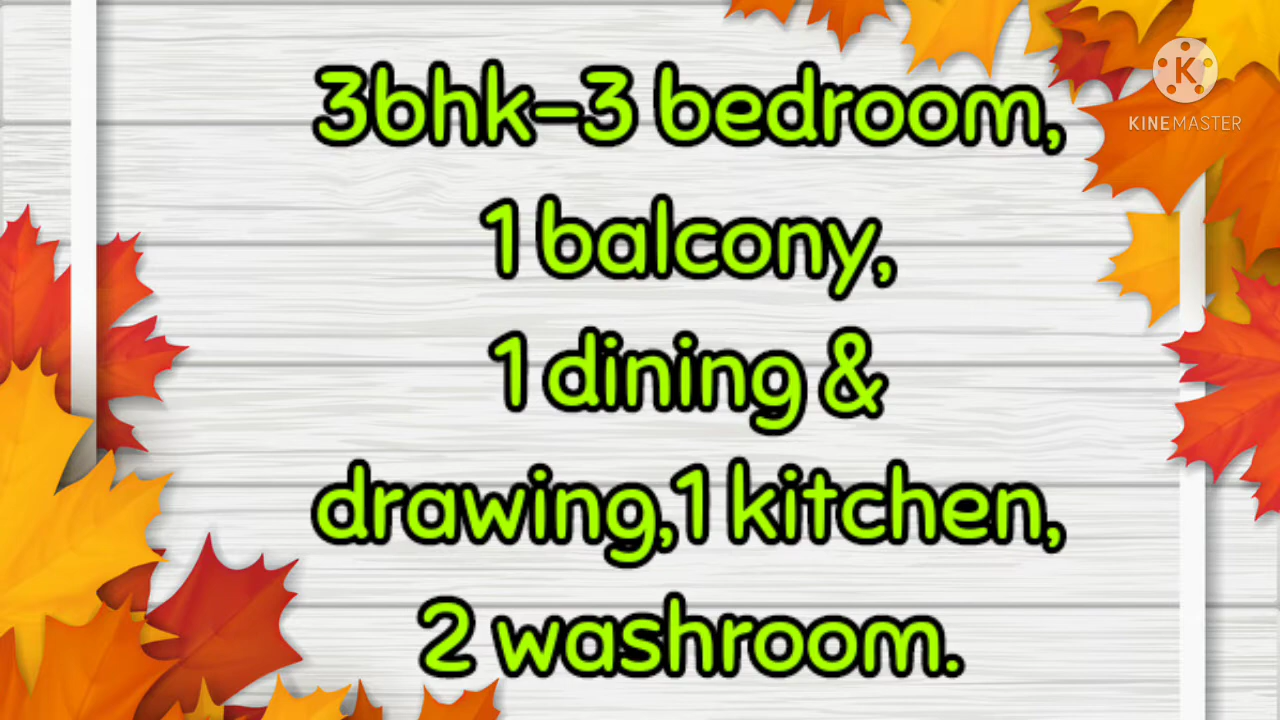 3bhk-3 bedroom,
1 balcony,
1 dining &
drawing,1 kitchen,
2 washroom.
K
KINEMASTER